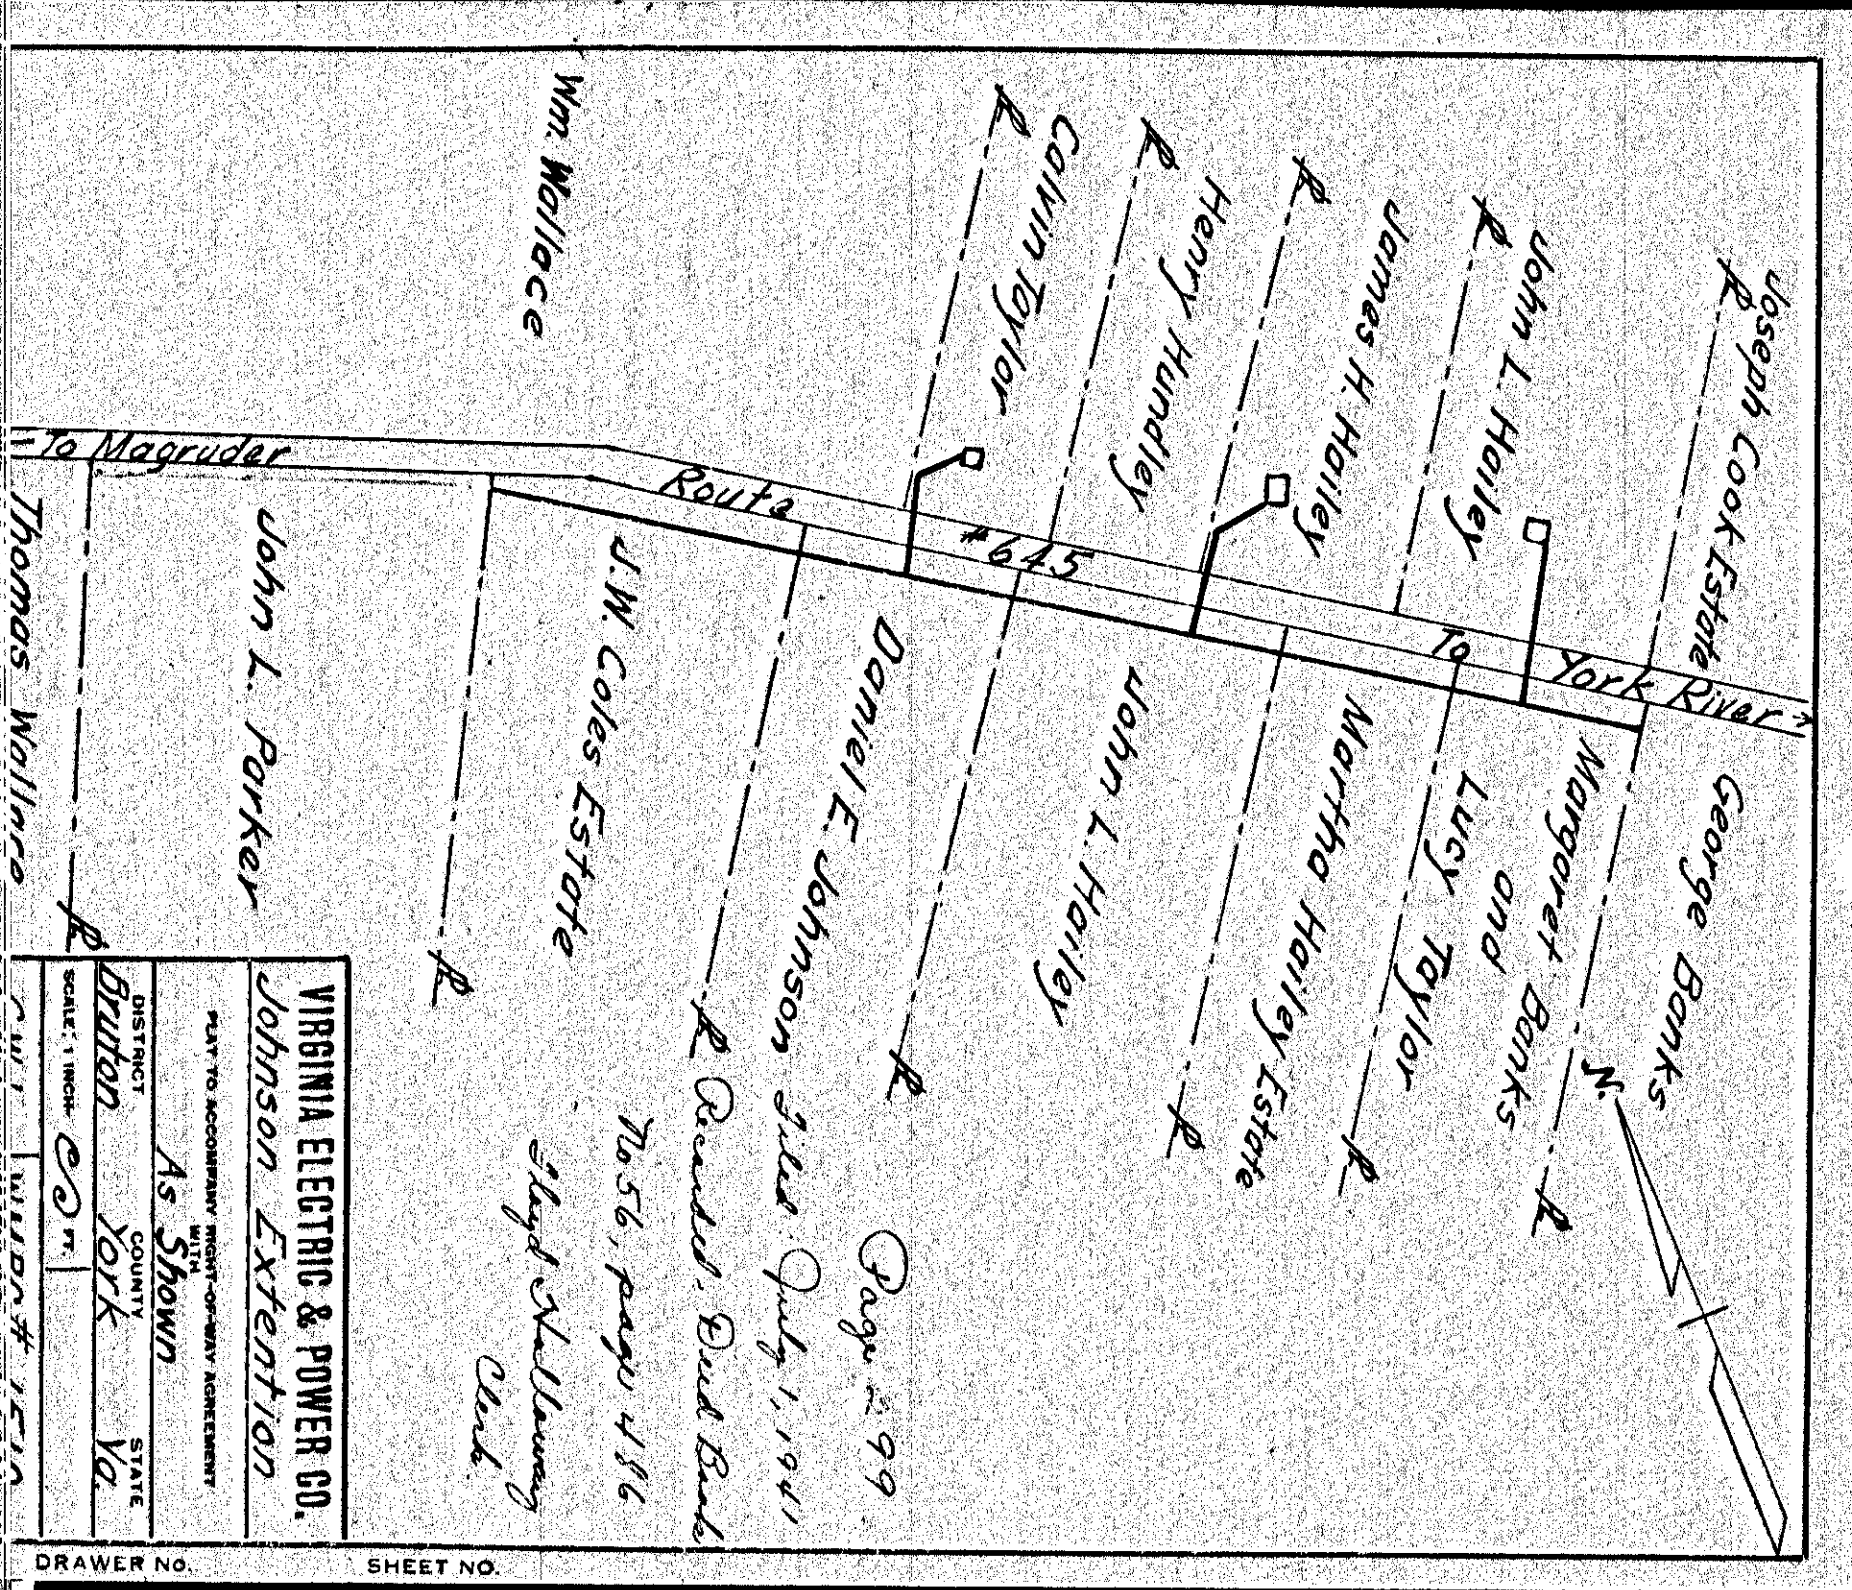 Wm. Wallace
Calvin Taylor
Henry Hundley
James H. Hailey
John L. Hailey
Joseph Cook Estate
To Magruder
Route #645 To York River
Thomas Wallace
John L. Parker
J.W. Coles Estate
Daniel E. Johnson
John L. Hailey
Martha Hailey Estate
Lucy Taylor
and
Margaret Banks
George Banks
N.
Page 299
Filed July 1, 1941
Recorded. Deed Book
No 56, page 486
Floyd Holloway
Clerk.
VIRGINIA ELECTRIC & POWER CO.
Johnson Extention
PLAT TO ACCOMPANY RIGHT-OF-WAY AGREEMENT
WITH
As Shown
DISTRICT COUNTY STATE
Bruton York Va.
SCALE: 1 INCH FT.
DRAWER NO. SHEET NO.